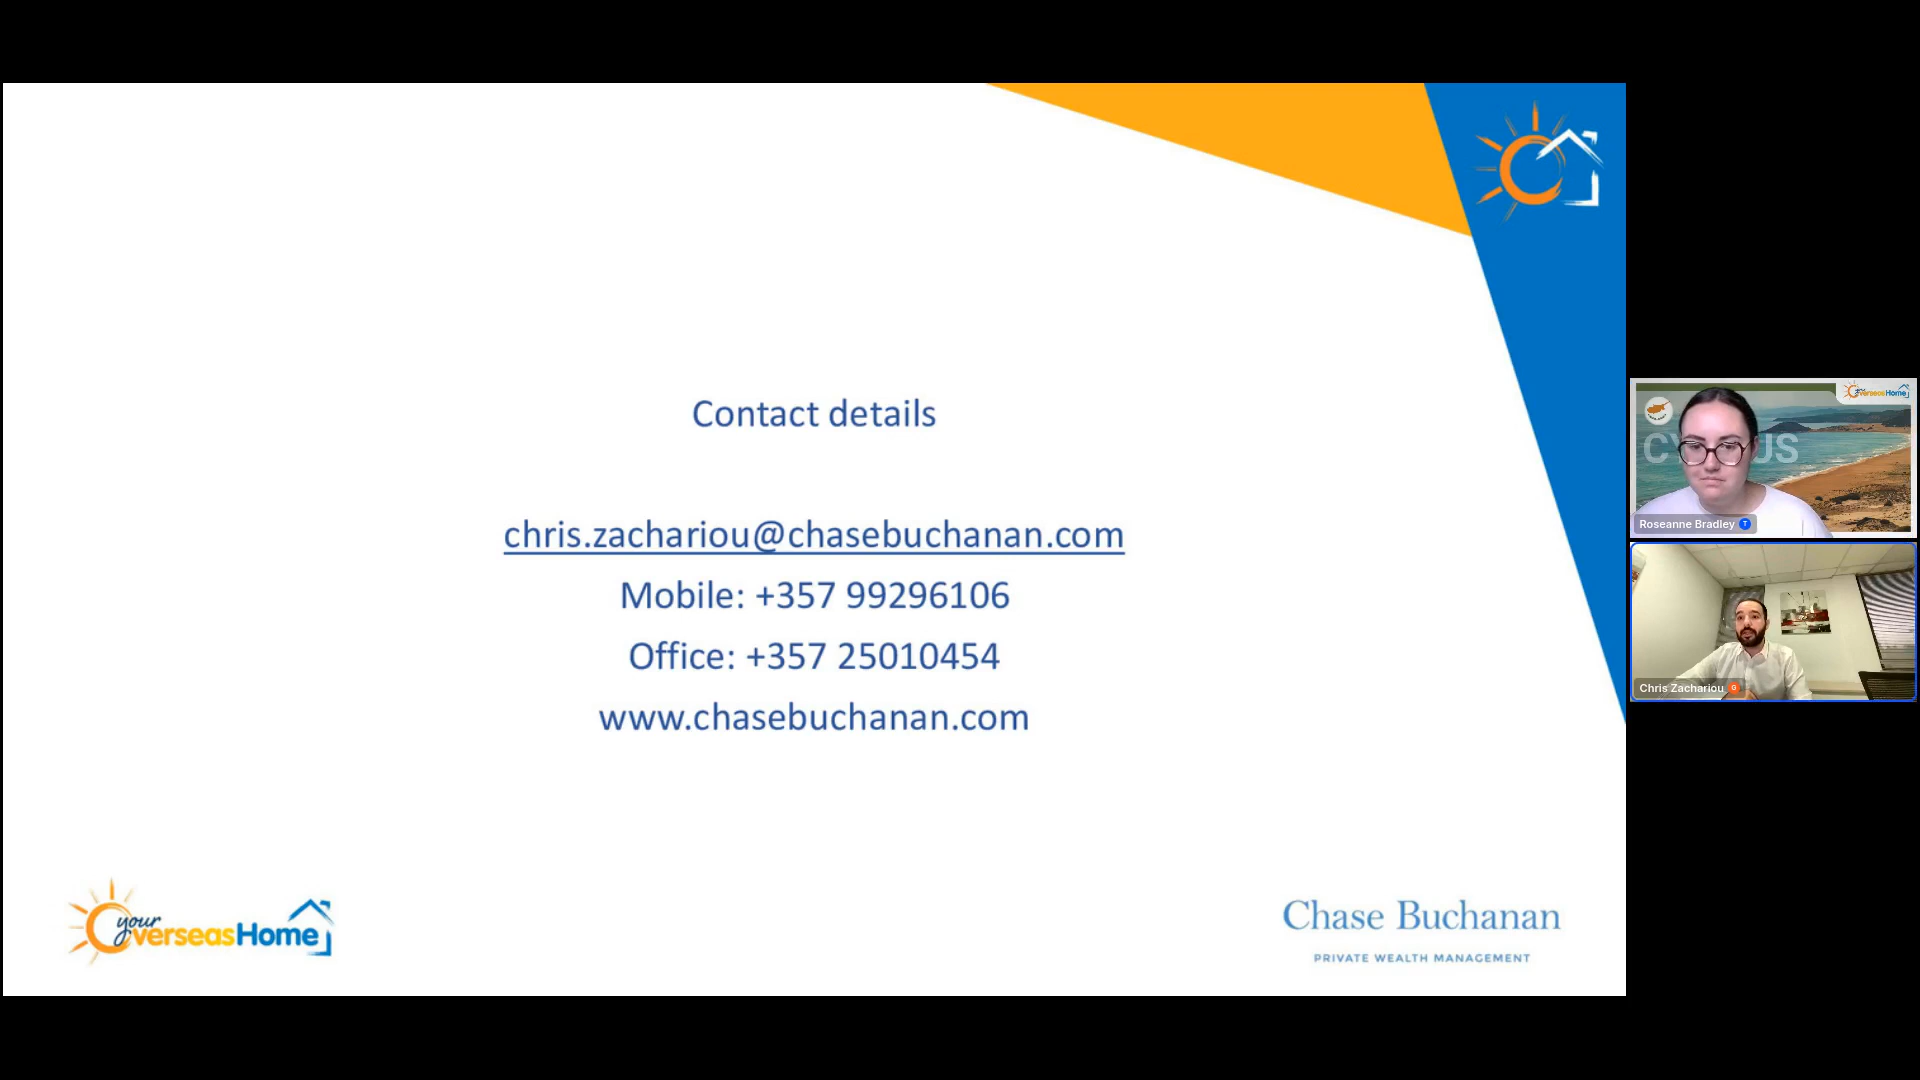 Contact details
chris.zachariou@chasebuchanan.com
Mobile: +357 99296106
Office: +357 25010454
www.chasebuchanan.com
your
OverseasHome
Chase Buchanan
PRIVATE WEALTH MANAGEMENT
OverseasHome
Roseanne Bradley T
Chris Zachariou G